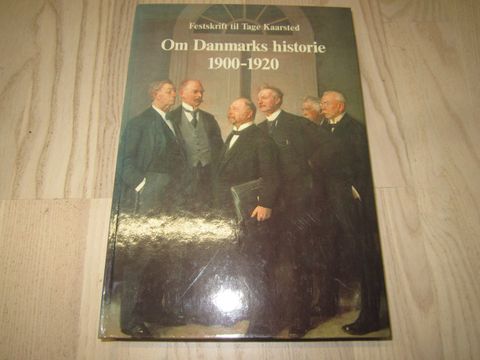 Festskrift til Tage Kaarsted
Om Danmarks historie
1900-1920